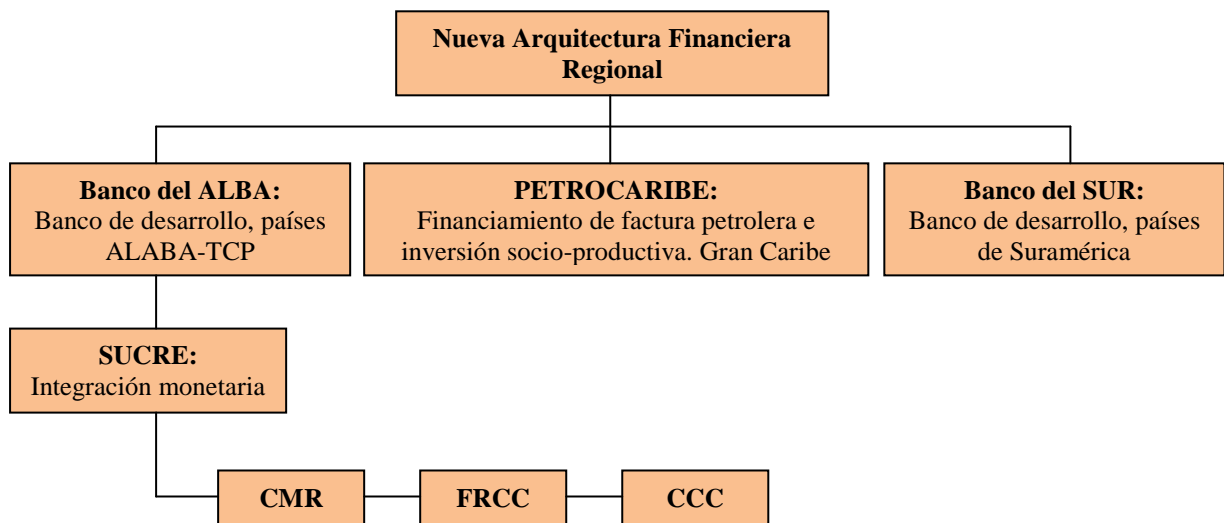 Nueva Arquitectura Financiera
Regional
Banco del ALBA:
Banco de desarrollo, países
ALABA-TCP
PETROCARIBE:
Financiamiento de factura petrolera e
inversión socio-productiva. Gran Caribe
Banco del SUR:
Banco de desarrollo, países
de Suramérica
SUCRE:
Integración monetaria
CMR
FRCC
CCC